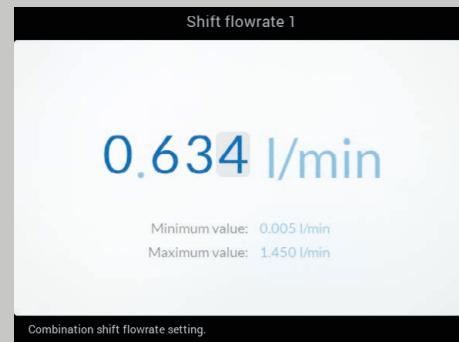 Shift flowrate 1
0.634 l/min
Minimum value: 0.005 l/min
Maximum value: 1.450 l/min
Combination shift flowrate setting.